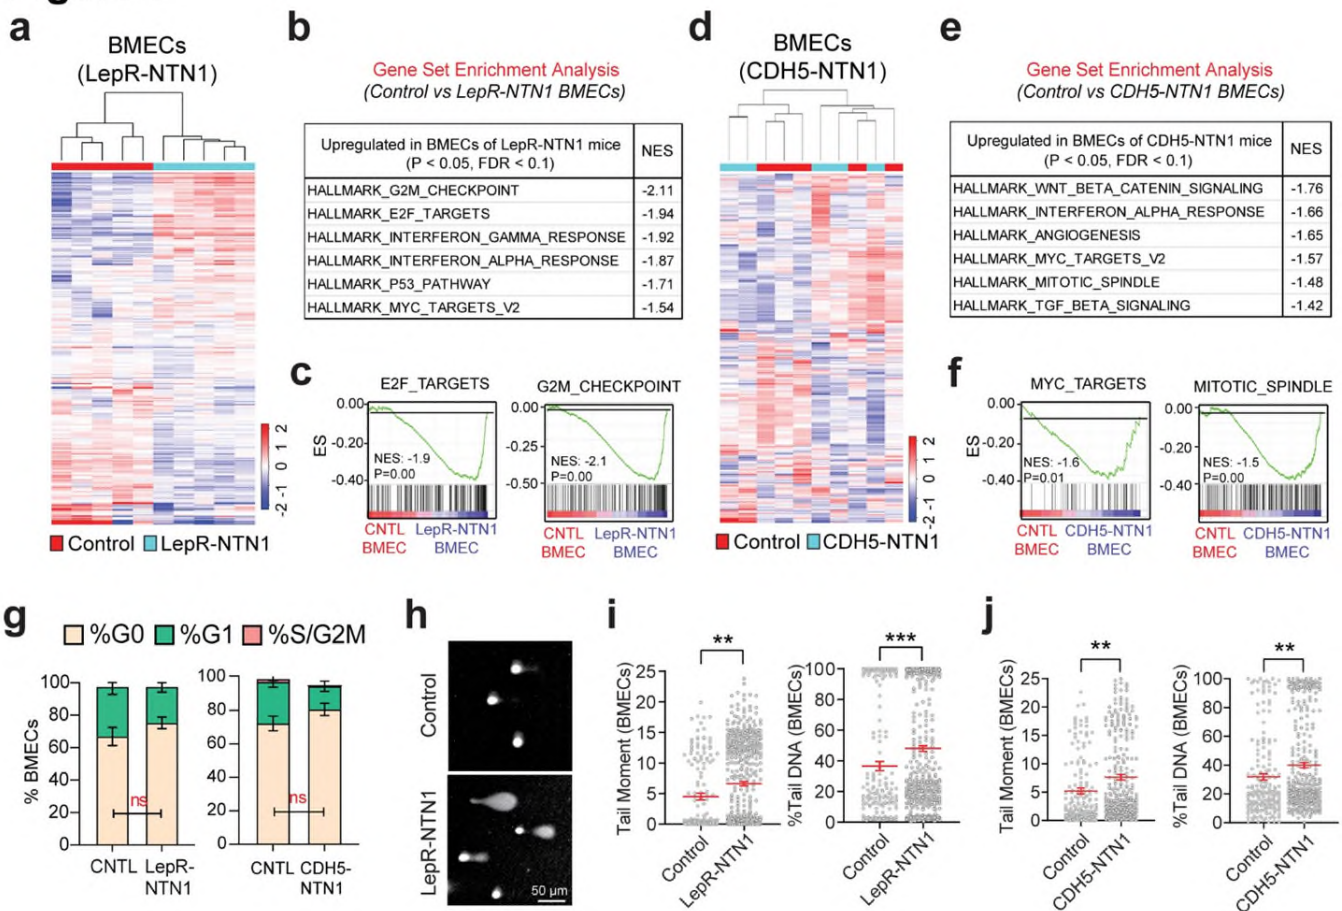 a
BMECs
(LepR-NTN1)
2
1
0
-1
-2
Control LepR-NTN1
b
Gene Set Enrichment Analysis
(Control vs LepR-NTN1 BMECs)
Upregulated in BMECs of LepR-NTN1 mice
(P < 0.05, FDR < 0.1)
NES
HALLMARK_G2M_CHECKPOINT -2.11
HALLMARK_E2F_TARGETS -1.94
HALLMARK_INTERFERON_GAMMA_RESPONSE -1.92
HALLMARK_INTERFERON_ALPHA_RESPONSE -1.87
HALLMARK_P53_PATHWAY -1.71
HALLMARK_MYC_TARGETS_V2 -1.54
c
E2F_TARGETS
0.00
-0.20
-0.40
ES
NES: -1.9
P=0.00
CNTL LepR-NTN1
BMEC BMEC
G2M_CHECKPOINT
0.00
-0.25
-0.50
NES: -2.1
P=0.00
CNTL LepR-NTN1
BMEC BMEC
d
BMECs
(CDH5-NTN1)
2
1
0
-1
-2
Control CDH5-NTN1
e
Gene Set Enrichment Analysis
(Control vs CDH5-NTN1 BMECs)
Upregulated in BMECs of CDH5-NTN1 mice
(P < 0.05, FDR < 0.1)
NES
HALLMARK_WNT_BETA_CATENIN_SIGNALING -1.76
HALLMARK_INTERFERON_ALPHA_RESPONSE -1.66
HALLMARK_ANGIOGENESIS -1.65
HALLMARK_MYC_TARGETS_V2 -1.57
HALLMARK_MITOTIC_SPINDLE -1.48
HALLMARK_TGF_BETA_SIGNALING -1.42
f
MYC_TARGETS
0.00
-0.20
-0.40
ES
NES: -1.6
P=0.01
CNTL CDH5-NTN1
BMEC BMEC
MITOTIC_SPINDLE
0.00
-0.20
-0.40
NES: -1.5
P=0.00
CNTL CDH5-NTN1
BMEC BMEC
g
%G0 %G1 %S/G2M
% BMECs
100
80
60
40
20
0
ns
CNTL LepR-
NTN1
100
80
60
40
20
0
ns
CNTL CDH5-
NTN1
h
Control
LepR-NTN1
50 µm
i
Tail Moment (BMECs)
25
20
15
10
5
0
**
Control
LepR-NTN1
%Tail DNA (BMECs)
100
80
60
40
20
0
***
Control
LepR-NTN1
j
Tail Moment (BMECs)
25
20
15
10
5
0
**
Control
CDH5-NTN1
%Tail DNA (BMECs)
100
80
60
40
20
0
**
Control
CDH5-NTN1